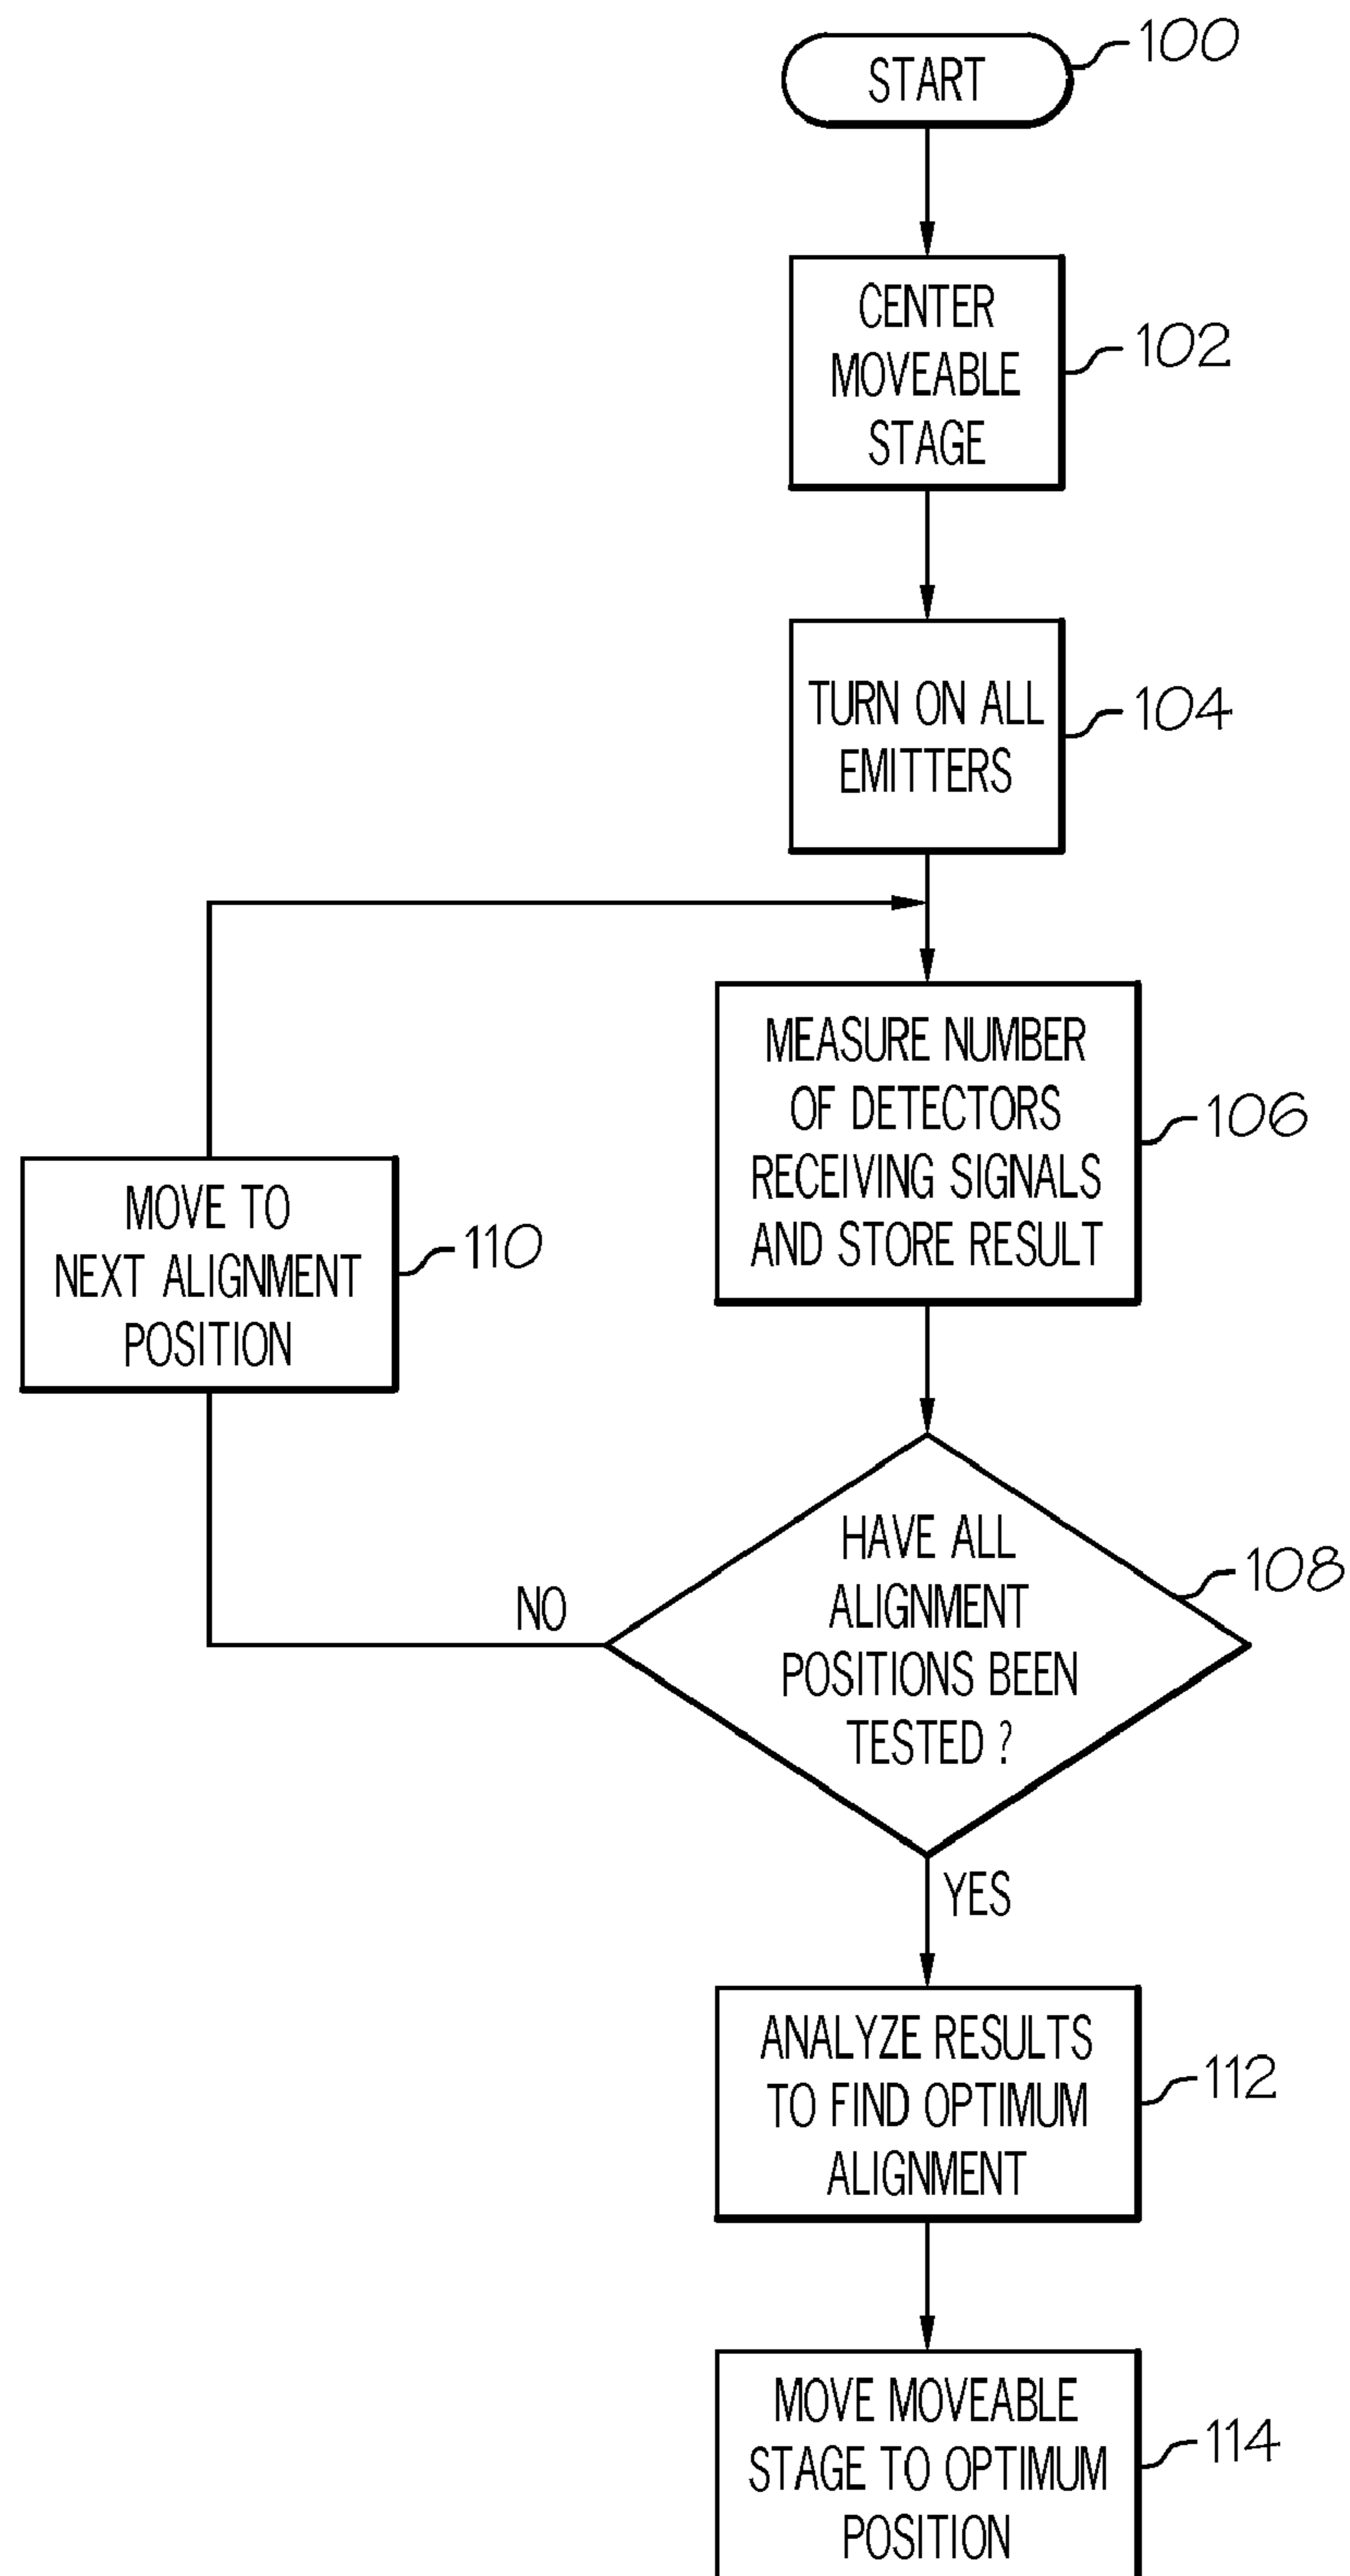 START
100
CENTER
MOVEABLE
STAGE
102
TURN ON ALL
EMITTERS
104
MEASURE NUMBER
OF DETECTORS
RECEIVING SIGNALS
AND STORE RESULT
106
MOVE TO
NEXT ALIGNMENT
POSITION
110
HAVE ALL
ALIGNMENT
POSITIONS BEEN
TESTED ?
108
NO
YES
ANALYZE RESULTS
TO FIND OPTIMUM
ALIGNMENT
112
MOVE MOVEABLE
STAGE TO OPTIMUM
POSITION
114